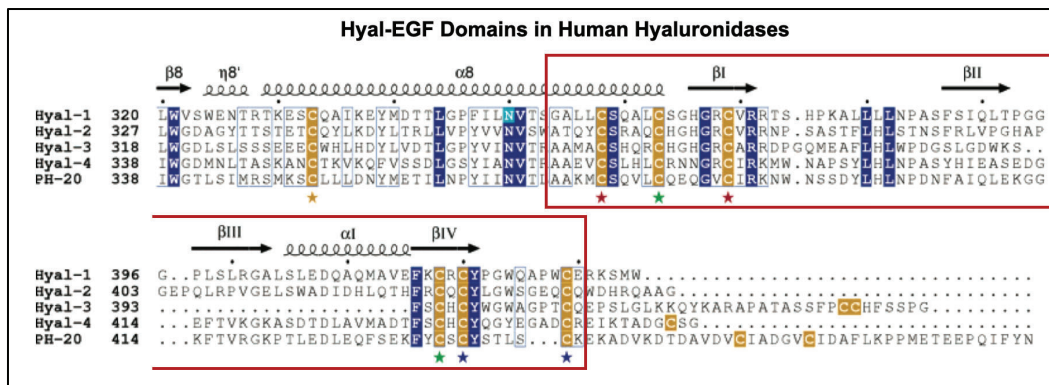 Hyal-EGF Domains in Human Hyaluronidases
β8 η8' α8 βI βII
Hyal-1 320 LWVSWENTRTKESCQAIKEYMDTTLGPFILNVTSGALLCSQALCSGHGRCVRRTS.HPKALLLLNPASFSIQLTPGG
Hyal-2 327 LWGDAGYTTSTETCQYLKDYLTRLLVPYVVNVSWATQYCSRAQCHGHGRCVRRNP.SASTFLHLSTNSFRLVPGHAP
Hyal-3 318 LWGDLSLSSSEEECWHLHDYLVDTLGPYVINVTRAAMACSHQRCHGHGRCARRDPGQMEAFLHLWPDGSLGDWKS..
Hyal-4 338 IWGDMNLTASKANCTKVKQFVSSDLGSYIANVTRAAEVCSLHLCRNNGRCIRKMW.NAPSYLHLNPASYHIEASEDG
PH-20 338 IWGTLSIMRSMKSCLLLDNYMETILNPYIINVTLAAKMCSQVLCQEQGVCIRKNW.NSSDYLHLNPDNFAIQLEKGG
βIII αI βIV
Hyal-1 396 G..PLSLRGALSLEDQAQMAVEFKCRCYPGWQAPWCERKSMW..................................
Hyal-2 403 GEPQLRPVGELSWADIDHLQTHFRCQCYLGWSGEQCQWDHRQAAG...............................
Hyal-3 393 ......................FSCHCYWGWAGPTCQEPSLGLKKQYKARAPATASSFPCCHFSSPG.........
Hyal-4 414 ...EFTVKGKASDTDLAVMADTFSCHCYQGYEGADCREIKTADGCSG.............................
PH-20 414 ...KFTVRGKPTLEDLEQFSEKFYCSCYSTLS...CKEKADVKDTDAVDVCIADGVCIDAFLKPPMETEEPQIFYN